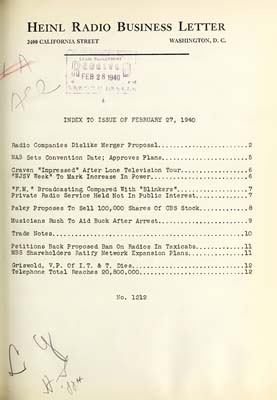 HEINL RADIO BUSINESS LETTER
2400 CALIFORNIA STREET WASHINGTON, D. C.
RECEIVED
FEB 28 1940
INDEX TO ISSUE OF FEBRUARY 27, 1940
Radio Companies Dislike Merger Proposal.......................2
NAB Sets Convention Date; Approves Plans......................5
Craven "Impressed" After Lone Television Tour.................6
"WJSV Week" To Mark Increase In Power.........................6
"F.M." Broadcasting Compared With "Blinkers"..................7
Private Radio Service Held Not In Public Interest.............7
Paley Proposes To Sell 100,000 Shares Of CBS Stock............8
Musicians Rush To Aid Buck After Arrest.......................9
Trade Notes..................................................10
Petitions Back Proposed Ban On Radios In Taxicabs............11
MBS Shareholders Ratify Network Expansion Plans..............11
Griswold, V.P. Of I.T. & T. Dies.............................12
Telephone Total Reaches 20,800,000...........................12
No. 1212